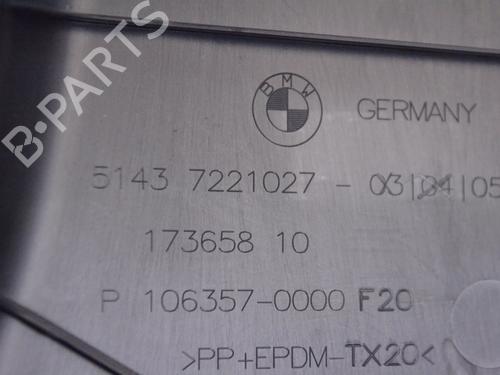 B-PARTS
BMW
GERMANY
5143 7221027 - 03|04|05
173658 10
P 106357-0000 F20
>PP+EPDM-TX20<